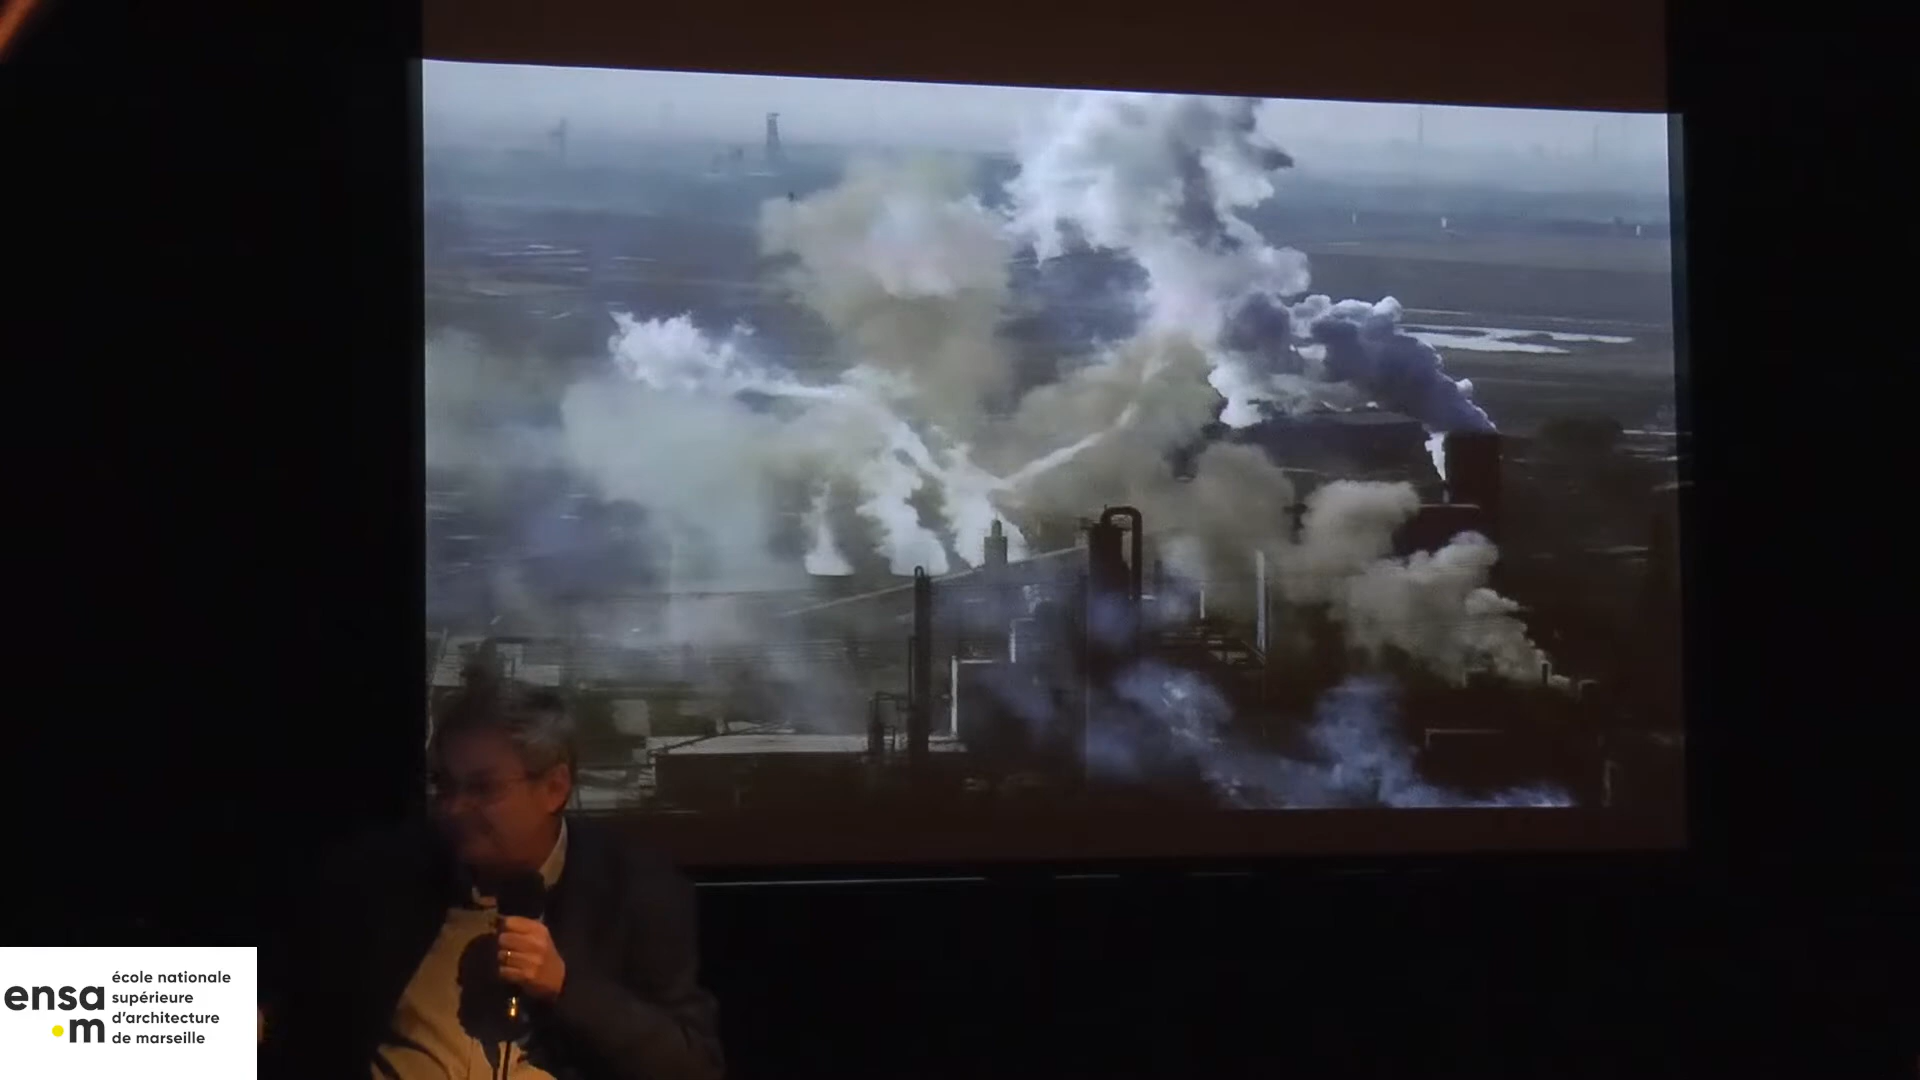 ensa
•m
école nationale
supérieure
d'architecture
de marseille